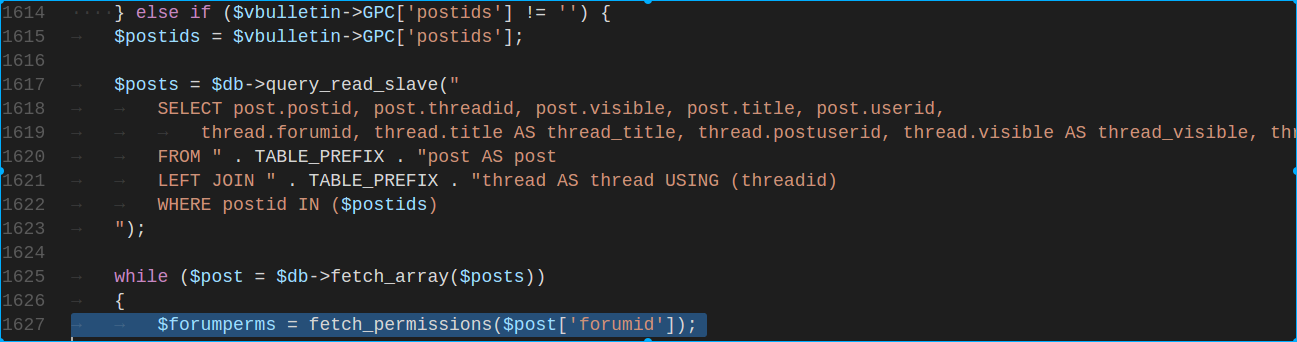 1614 } else if ($vbulletin->GPC['postids'] != '') {
1615 $postids = $vbulletin->GPC['postids'];
1616
1617 $posts = $db->query_read_slave("
1618 SELECT post.postid, post.threadid, post.visible, post.title, post.userid,
1619 thread.forumid, thread.title AS thread_title, thread.postuserid, thread.visible AS thread_visible,
1620 FROM " . TABLE_PREFIX . "post AS post
1621 LEFT JOIN " . TABLE_PREFIX . "thread AS thread USING (threadid)
1622 WHERE postid IN ($postids)
1623 ");
1624
1625 while ($post = $db->fetch_array($posts))
1626 {
1627 $forumperms = fetch_permissions($post['forumid']);